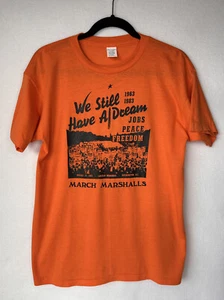 We Still
1963
1983
Have A Dream
JOBS
PEACE
FREEDOM
MARCH MARSHALLS